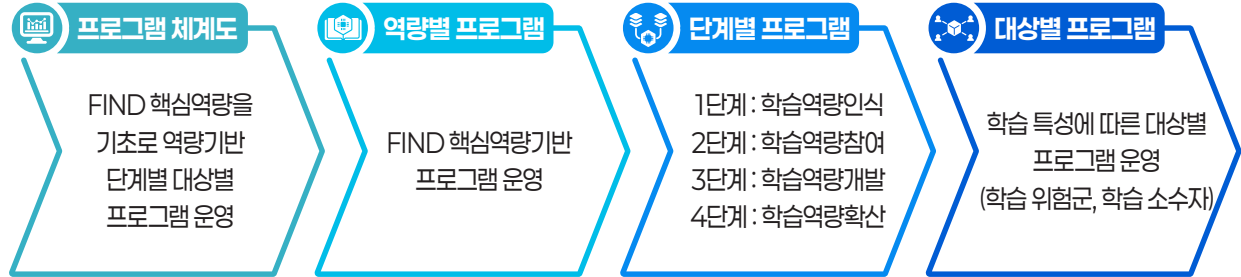 프로그램 체계도
FIND 핵심역량을
기초로 역량기반
단계별 대상별
프로그램 운영
역량별 프로그램
FIND 핵심역량기반
프로그램 운영
단계별 프로그램
1단계 : 학습역량인식
2단계 : 학습역량참여
3단계 : 학습역량개발
4단계 : 학습역량확산
대상별 프로그램
학습 특성에 따른 대상별
프로그램 운영
(학습 위험군, 학습 소수자)